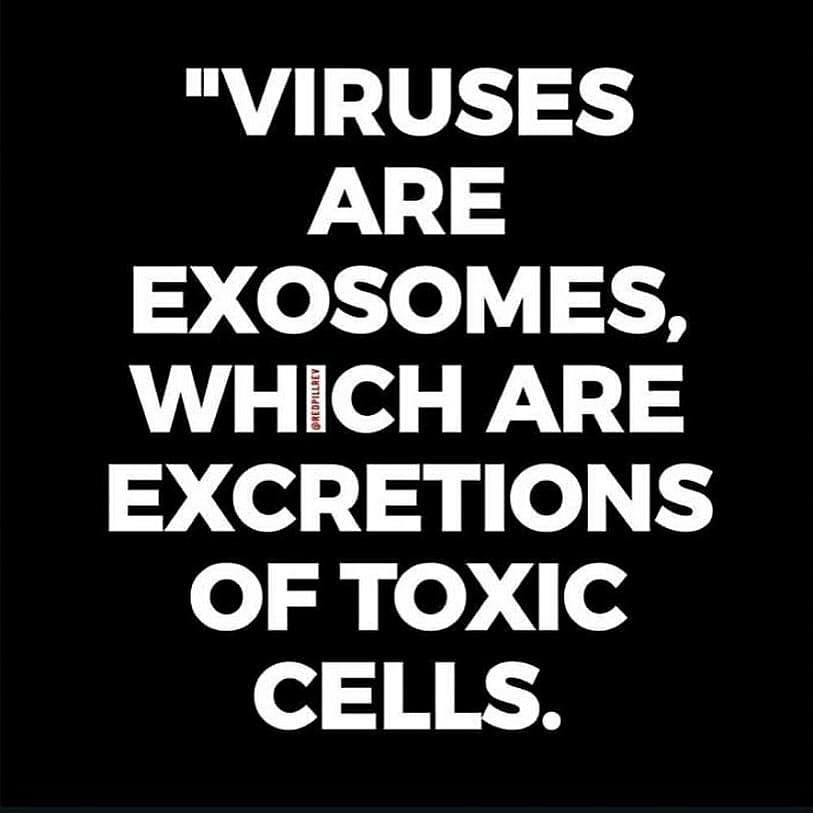 "VIRUSES
ARE
EXOSOMES,
WHICH ARE
@REDPILLREV
EXCRETIONS
OF TOXIC
CELLS.